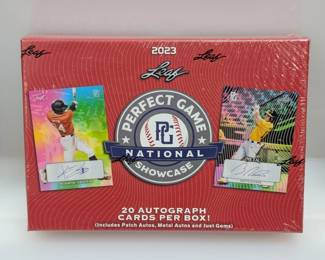 2023
Leaf
Leaf
Leaf
PERFECT GAME
PG
NATIONAL
SHOWCASE
20 AUTOGRAPH
CARDS PER BOX!
(Includes Patch Autos, Metal Autos and Just Gems)